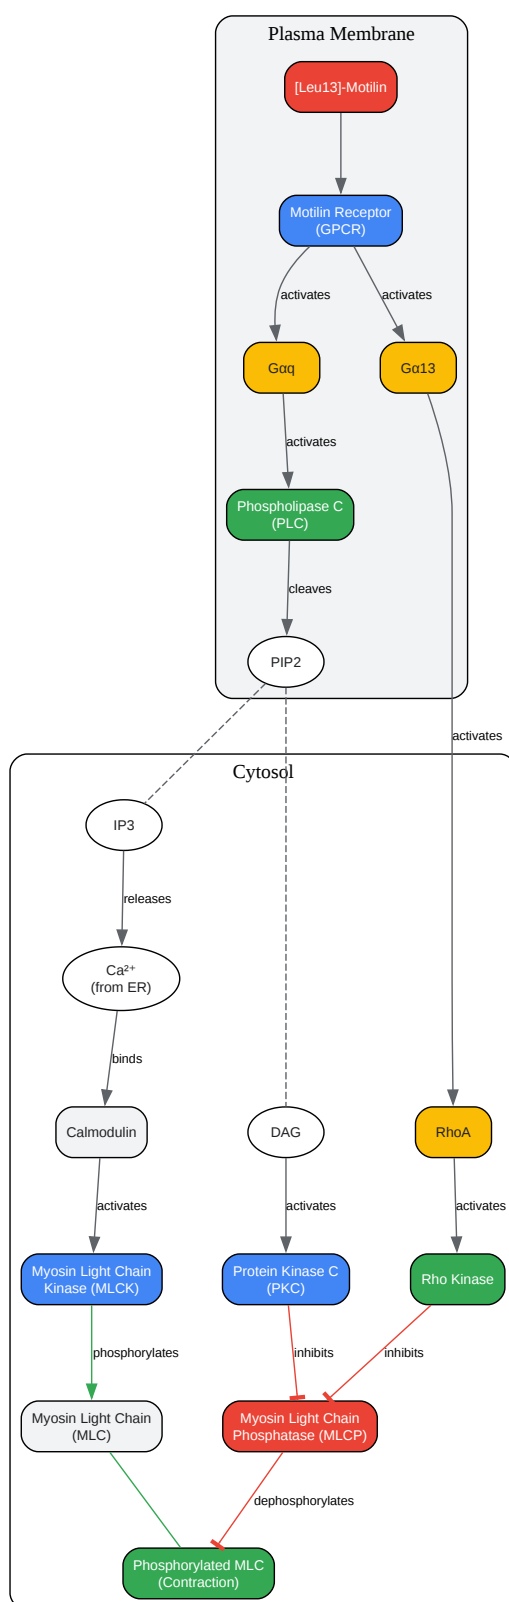 Plasma Membrane
[Leu13]-Motilin
Motilin Receptor
(GPCR)
activates
activates
Gαq
Gα13
activates
Phospholipase C
(PLC)
cleaves
PIP2
activates
Cytosol
IP3
releases
Ca²⁺
(from ER)
binds
Calmodulin
DAG
RhoA
activates
activates
activates
Myosin Light Chain
Kinase (MLCK)
Protein Kinase C
(PKC)
Rho Kinase
phosphorylates
inhibits
inhibits
Myosin Light Chain
(MLC)
Myosin Light Chain
Phosphatase (MLCP)
dephosphorylates
Phosphorylated MLC
(Contraction)